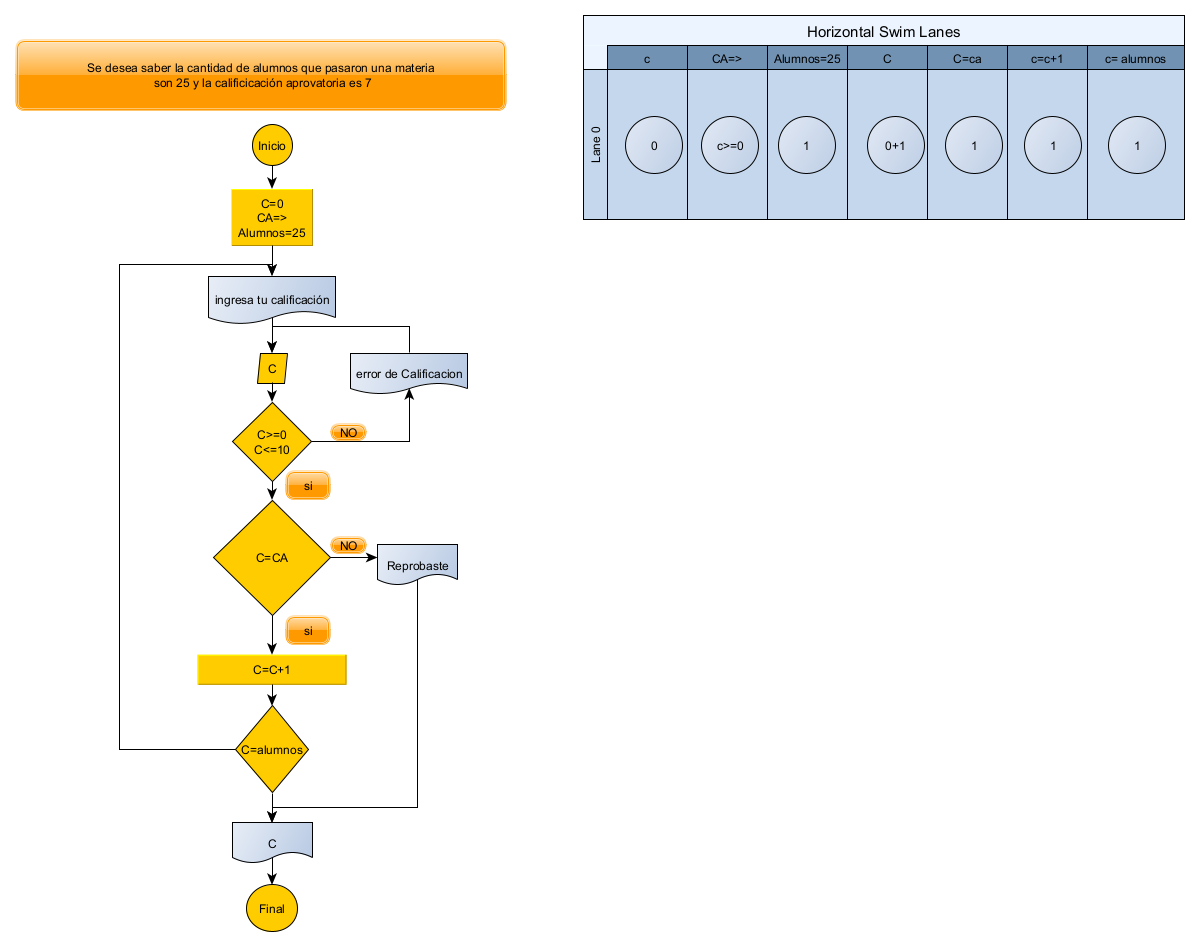 Se desea saber la cantidad de alumnos que pasaron una materia
son 25 y la calificicación aprovatoria es 7
Inicio
C=0
CA=>
Alumnos=25
ingresa tu calificación
C
error de Calificacion
C>=0
C<=10
NO
si
C=CA
NO
Reprobaste
si
C=C+1
C=alumnos
C
Final
Horizontal Swim Lanes
c
CA=>
Alumnos=25
C
C=ca
c=c+1
c= alumnos
Lane 0
0
c>=0
1
0+1
1
1
1